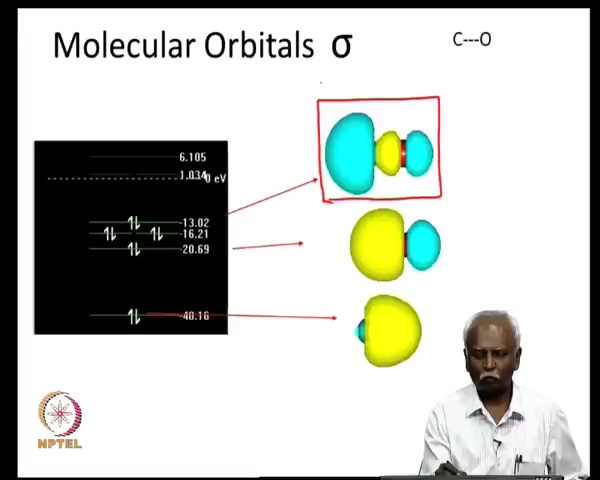 Molecular Orbitals σ
C---O
6.105
1.034
0 eV
-13.02
-16.21
-20.69
-40.16
NPTEL